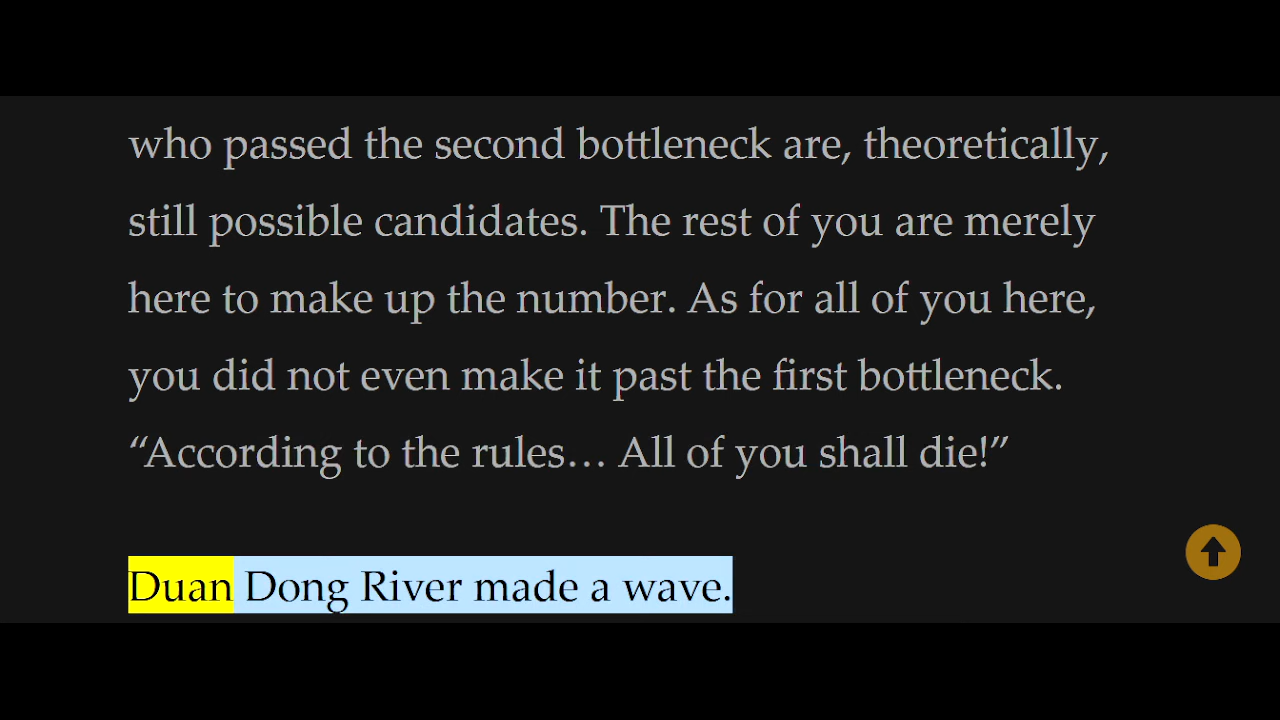 who passed the second bottleneck are, theoretically,
still possible candidates. The rest of you are merely
here to make up the number. As for all of you here,
you did not even make it past the first bottleneck.
“According to the rules… All of you shall die!”
Duan Dong River made a wave.